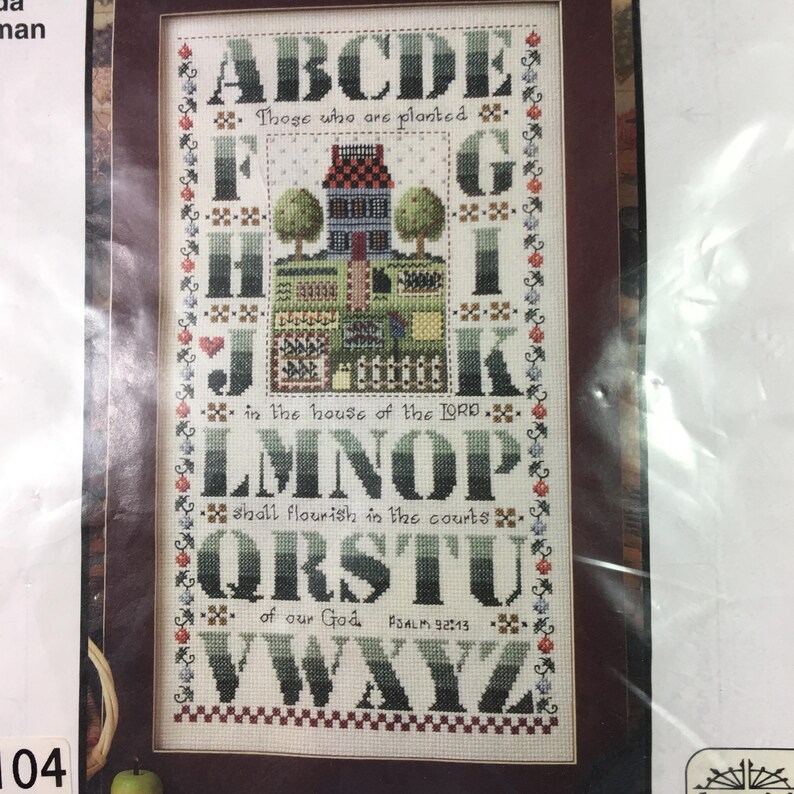 da
man
ABCDE
Those who are planted
F G
H I
J K
in the house of the LORD
LMNOP
shall flourish in the courts
QRSTU
of our God PSALM 92:13
VWXYZ
104